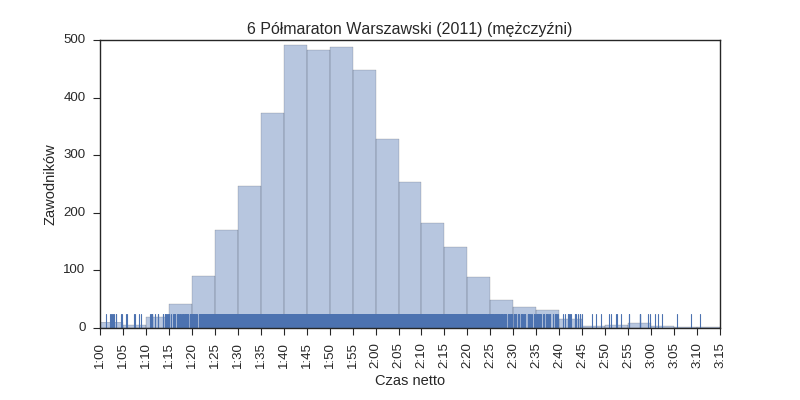 6 Półmaraton Warszawski (2011) (mężczyźni)
500
400
300
200
100
0
Zawodników
1:00 1:05 1:10 1:15 1:20 1:25 1:30 1:35 1:40 1:45 1:50 1:55 2:00 2:05 2:10 2:15 2:20 2:25 2:30 2:35 2:40 2:45 2:50 2:55 3:00 3:05 3:10 3:15
Czas netto